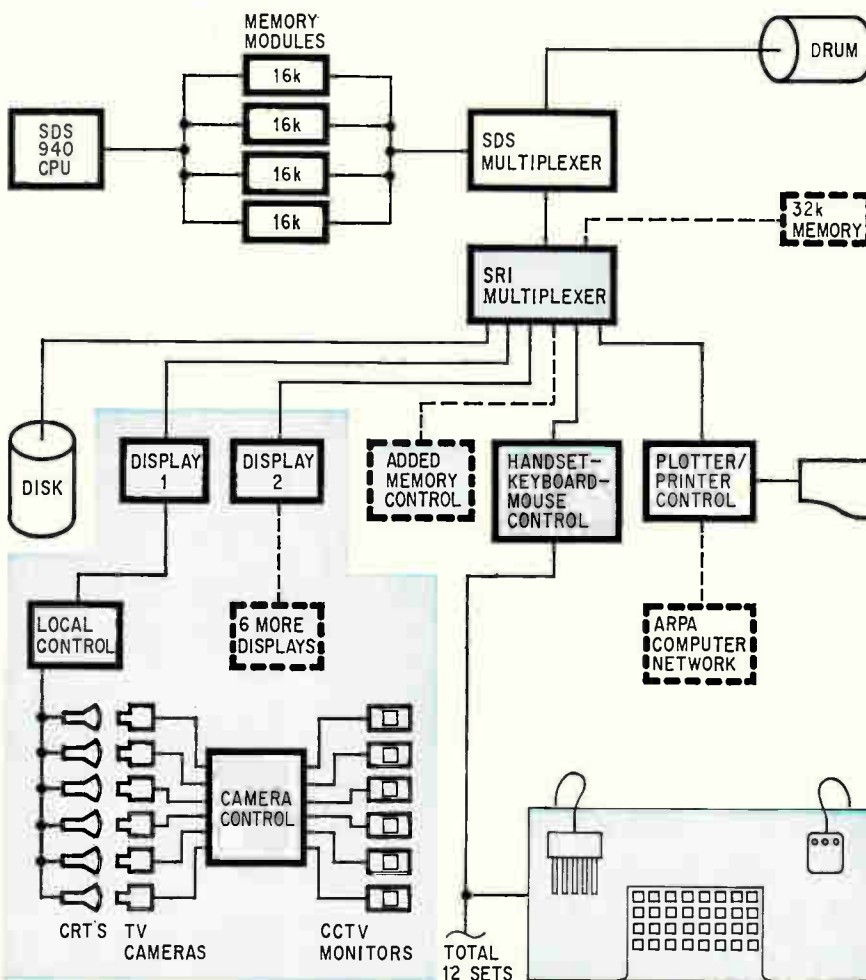 MEMORY
MODULES
16k
16k
16k
16k
SDS
940
CPU
SDS
MULTIPLEXER
DRUM
32k
MEMORY
SRI
MULTIPLEXER
DISK
DISPLAY
1
DISPLAY
2
ADDED
MEMORY
CONTROL
HANDSET-
KEYBOARD-
MOUSE
CONTROL
PLOTTER/
PRINTER
CONTROL
LOCAL
CONTROL
6 MORE
DISPLAYS
ARPA
COMPUTER
NETWORK
CAMERA
CONTROL
CRT'S
TV
CAMERAS
CCTV
MONITORS
TOTAL
12 SETS